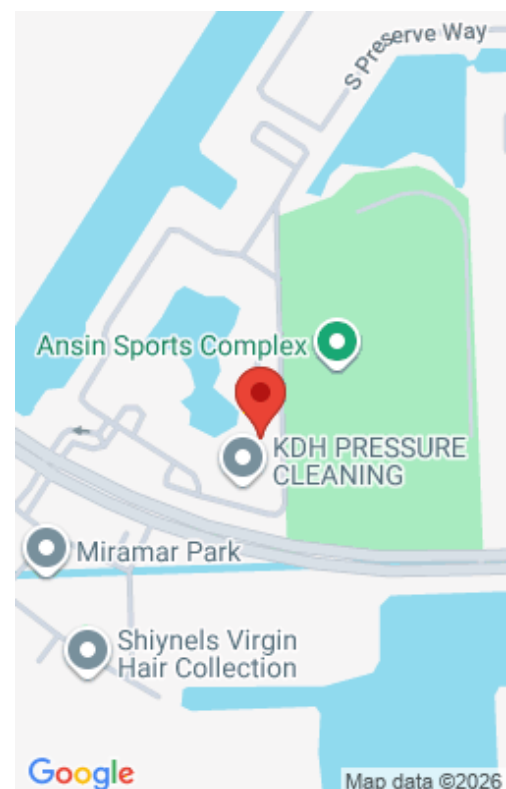 S Preserve Way
Ansin Sports Complex
KDH PRESSURE
CLEANING
Miramar Park
Shiynels Virgin
Hair Collection
Google
Map data ©2026